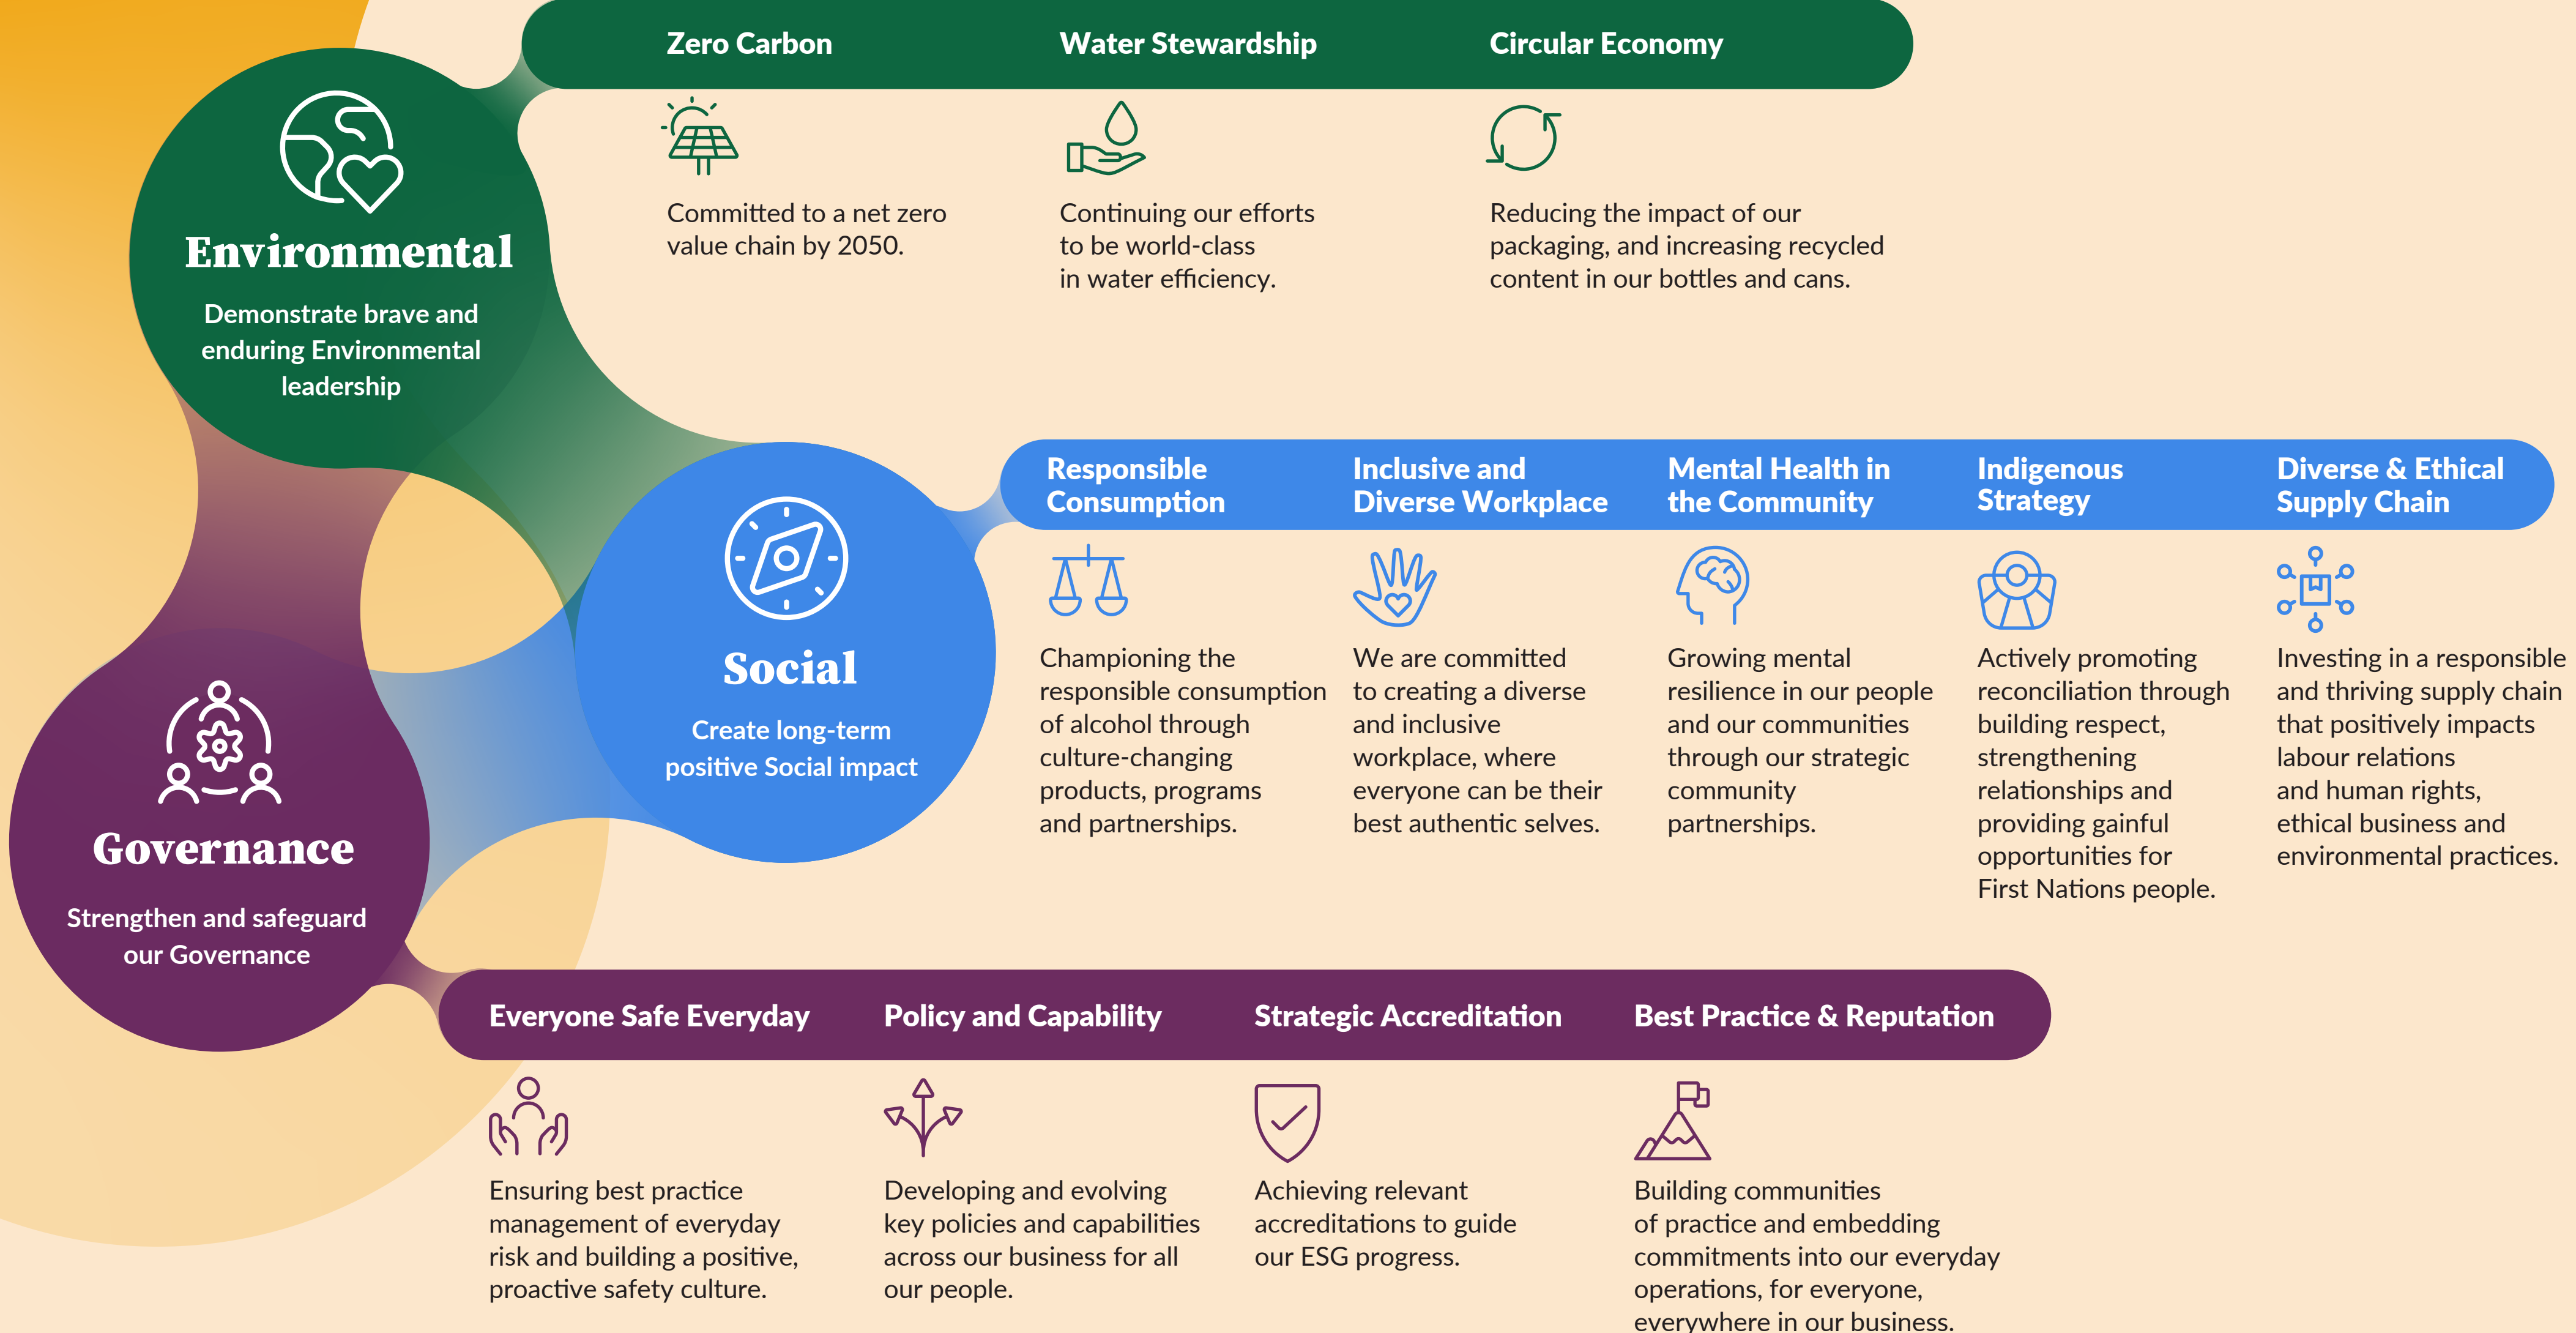 Environmental
Demonstrate brave and
enduring Environmental
leadership
Zero Carbon
Committed to a net zero
value chain by 2050.
Water Stewardship
Continuing our efforts
to be world-class
in water efficiency.
Circular Economy
Reducing the impact of our
packaging, and increasing recycled
content in our bottles and cans.
Social
Create long-term
positive Social impact
Responsible
Consumption
Championing the
responsible consumption
of alcohol through
culture-changing
products, programs
and partnerships.
Inclusive and
Diverse Workplace
We are committed
to creating a diverse
and inclusive
workplace, where
everyone can be their
best authentic selves.
Mental Health in
the Community
Growing mental
resilience in our people
and our communities
through our strategic
community
partnerships.
Indigenous
Strategy
Actively promoting
reconciliation through
building respect,
strengthening
relationships and
providing gainful
opportunities for
First Nations people.
Diverse & Ethical
Supply Chain
Investing in a responsible
and thriving supply chain
that positively impacts
labour relations
and human rights,
ethical business and
environmental practices.
Governance
Strengthen and safeguard
our Governance
Everyone Safe Everyday
Ensuring best practice
management of everyday
risk and building a positive,
proactive safety culture.
Policy and Capability
Developing and evolving
key policies and capabilities
across our business for all
our people.
Strategic Accreditation
Achieving relevant
accreditations to guide
our ESG progress.
Best Practice & Reputation
Building communities
of practice and embedding
commitments into our everyday
operations, for everyone,
everywhere in our business.